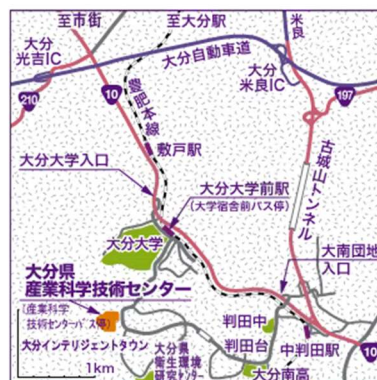 至市街
至大分駅
米良
大分
光吉IC
大分自動車道
大分
米良IC
210
10
197
豊肥本線
敷戸駅
古城山トンネル
大分大学入口
大分大学前駅
(大学宿舎前バス停)
大分大学
大南団地
入口
大分県
産業科学技術センター
(産業科学
技術センターバス停)
判田中
大分インテリジェントタウン
判田台
中判田駅
10
大分県
衛生環境
研究センター
大分南高
1km